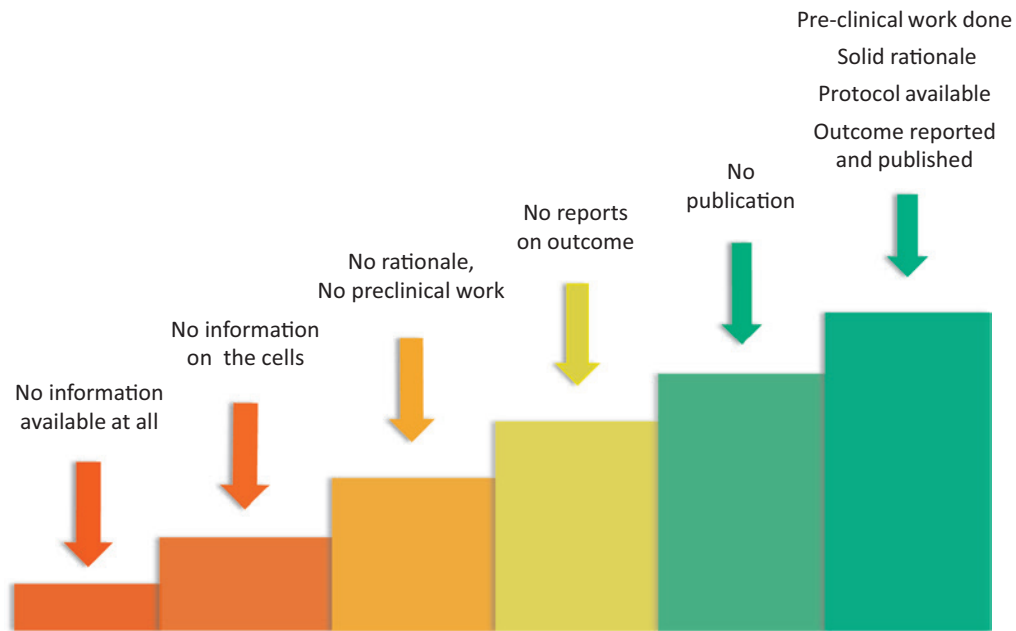 No information
available at all
No information
on the cells
No rationale,
No preclinical work
No reports
on outcome
No
publication
Pre-clinical work done
Solid rationale
Protocol available
Outcome reported
and published